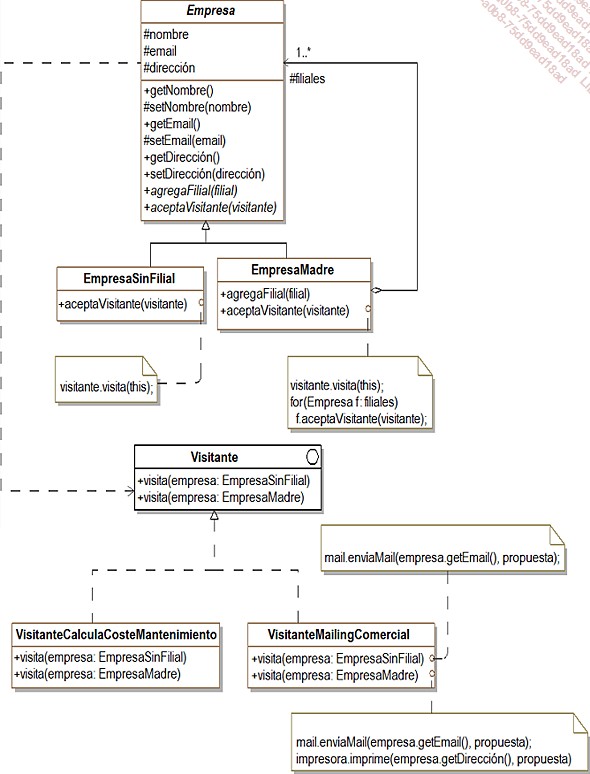 Empresa
#nombre
#email
#dirección
+getNombre()
#setNombre(nombre)
+getEmail()
#setEmail(email)
+getDirección()
+setDirección(dirección)
+agregaFilial(filial)
+aceptaVisitante(visitante)
1..*
#filiales
EmpresaSinFilial
+aceptaVisitante(visitante)
EmpresaMadre
+agregaFilial(filial)
+aceptaVisitante(visitante)
visitante.visita(this);
visitante.visita(this);
for(Empresa f: filiales)
f.aceptaVisitante(visitante);
Visitante
+visita(empresa: EmpresaSinFilial)
+visita(empresa: EmpresaMadre)
mail.enviaMail(empresa.getEmail(), propuesta);
VisitanteCalculaCosteMantenimiento
+visita(empresa: EmpresaSinFilial)
+visita(empresa: EmpresaMadre)
VisitanteMailingComercial
+visita(empresa: EmpresaSinFilial)
+visita(empresa: EmpresaMadre)
mail.enviaMail(empresa.getEmail(), propuesta);
impresora.imprime(empresa.getDirección(), propuesta)